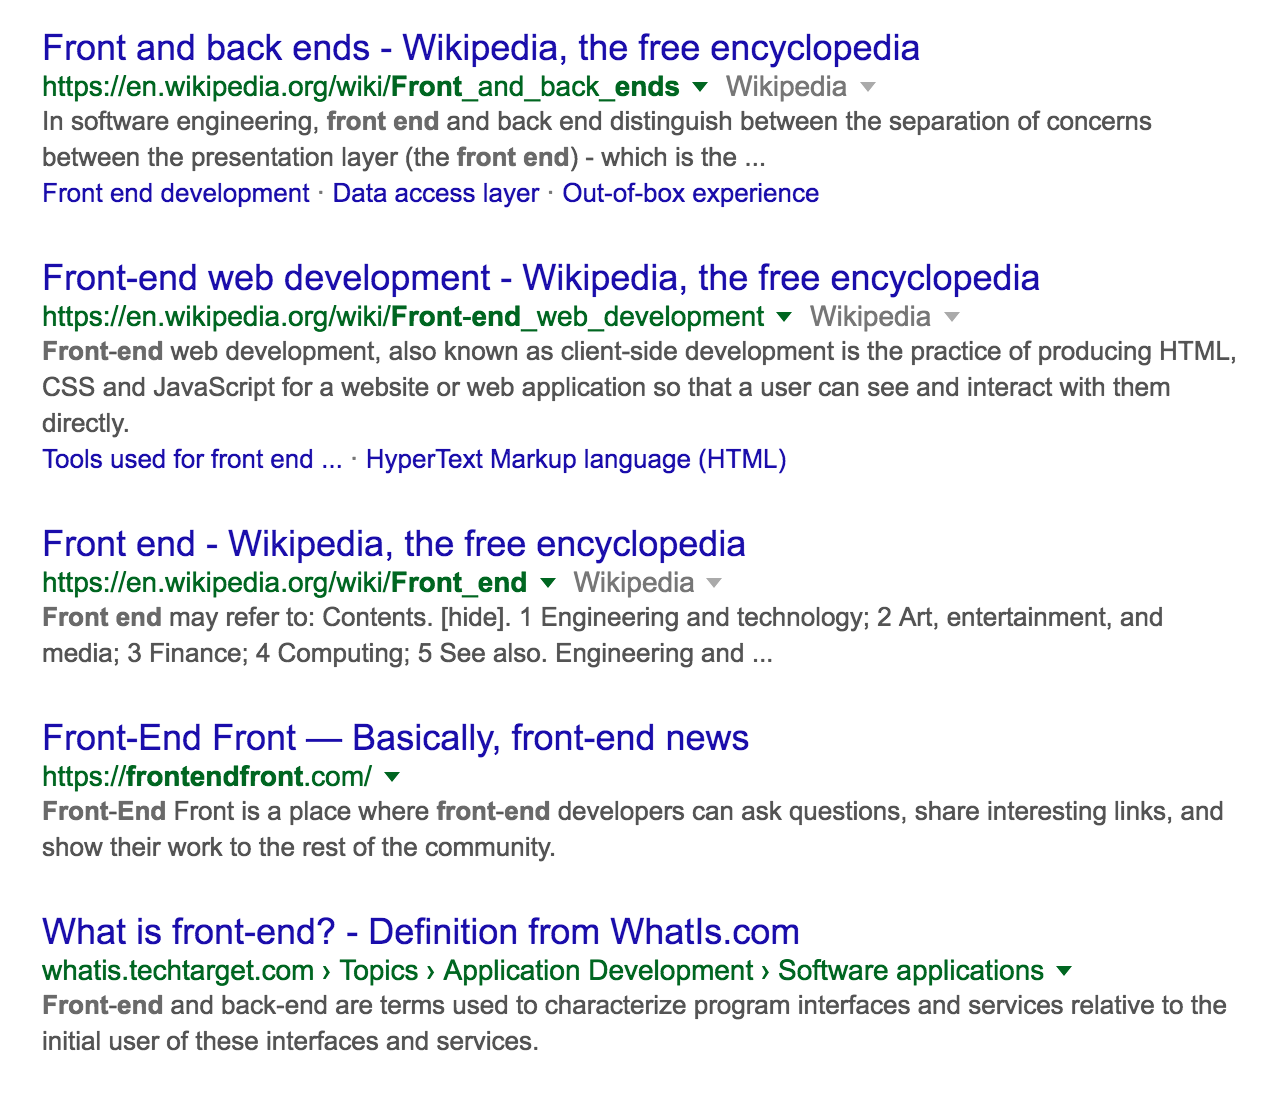 Front and back ends - Wikipedia, the free encyclopedia
https://en.wikipedia.org/wiki/Front_and_back_ends ▼ Wikipedia ▼
In software engineering, front end and back end distinguish between the separation of concerns
between the presentation layer (the front end) - which is the ...
Front end development · Data access layer · Out-of-box experience
Front-end web development - Wikipedia, the free encyclopedia
https://en.wikipedia.org/wiki/Front-end_web_development ▼ Wikipedia ▼
Front-end web development, also known as client-side development is the practice of producing HTML,
CSS and JavaScript for a website or web application so that a user can see and interact with them
directly.
Tools used for front end ... · HyperText Markup language (HTML)
Front end - Wikipedia, the free encyclopedia
https://en.wikipedia.org/wiki/Front_end ▼ Wikipedia ▼
Front end may refer to: Contents. [hide]. 1 Engineering and technology; 2 Art, entertainment, and
media; 3 Finance; 4 Computing; 5 See also. Engineering and ...
Front-End Front — Basically, front-end news
https://frontendfront.com/ ▼
Front-End Front is a place where front-end developers can ask questions, share interesting links, and
show their work to the rest of the community.
What is front-end? - Definition from WhatIs.com
whatis.techtarget.com › Topics › Application Development › Software applications ▼
Front-end and back-end are terms used to characterize program interfaces and services relative to the
initial user of these interfaces and services.